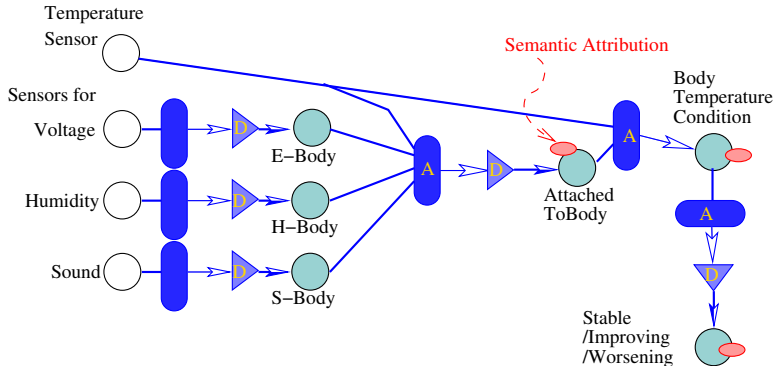 Temperature
Sensor
Semantic Attribution
Sensors for
Voltage
D
E-Body
A
Body
Temperature
Condition
A
Humidity
D
H-Body
A
D
Attached
ToBody
A
Sound
D
S-Body
D
Stable
/Improving
/Worsening